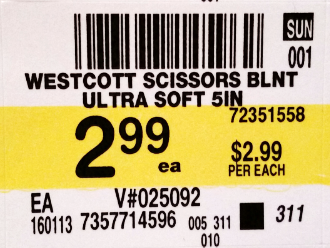 SUN
001
WESTCOTT SCISSORS BLNT
ULTRA SOFT 5IN
72351558
2.99 ea
$2.99
PER EACH
EA V#025092
160113 7357714596 005 311 311
010